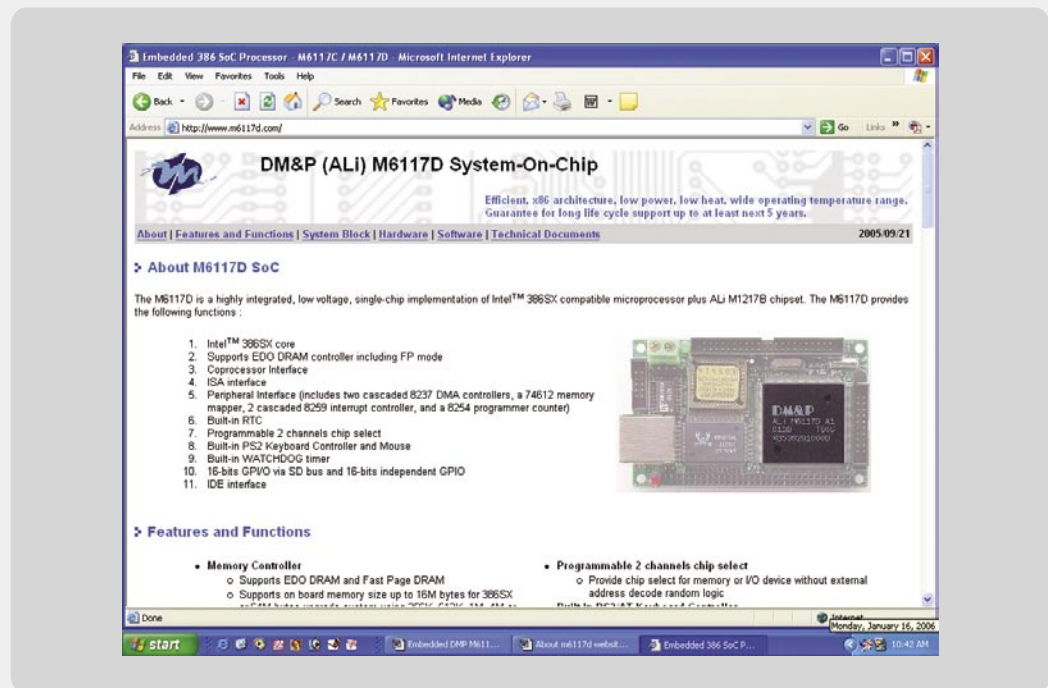 Embedded 386 SoC Processor - M6117C / M6117D - Microsoft Internet Explorer
File Edit View Favorites Tools Help
Back Search Favorites Media
Address http://www.m6117d.com/ Go Links
DM&P (ALi) M6117D System-On-Chip
Efficient, x86 architecture, low power, low heat, wide operating temperature range.
Guarantee for long life cycle support up to at least next 5 years.
About | Features and Functions | System Block | Hardware | Software | Technical Documents 2005/09/21
About M6117D SoC
The M6117D is a highly integrated, low voltage, single-chip implementation of Intel™ 386SX compatible microprocessor plus ALi M1217B chipset. The M6117D provides
the following functions :
1. Intel™ 386SX core
2. Supports EDO DRAM controller including FP mode
3. Coprocessor Interface
4. ISA interface
5. Peripheral Interface (includes two cascaded 8237 DMA controllers, a 74612 memory
mapper, 2 cascaded 8259 interrupt controller, and a 8254 programmer counter)
6. Built-in RTC
7. Programmable 2 channels chip select
8. Built-in PS2 Keyboard Controller and Mouse
9. Built-in WATCHDOG timer
10. 16-bits GPI/O via SD bus and 16-bits independent GPIO
11. IDE interface
DM&P
ALi M6117D A1
Features and Functions
• Memory Controller
o Supports EDO DRAM and Fast Page DRAM
o Supports on board memory size up to 16M bytes for 386SX
• Programmable 2 channels chip select
o Provide chip select for memory or I/O device without external
address decode random logic
Done Internet
Monday, January 16, 2006
start Embedded DMP M611... About m6117d websit... Embedded 386 SoC P... 10:42 AM